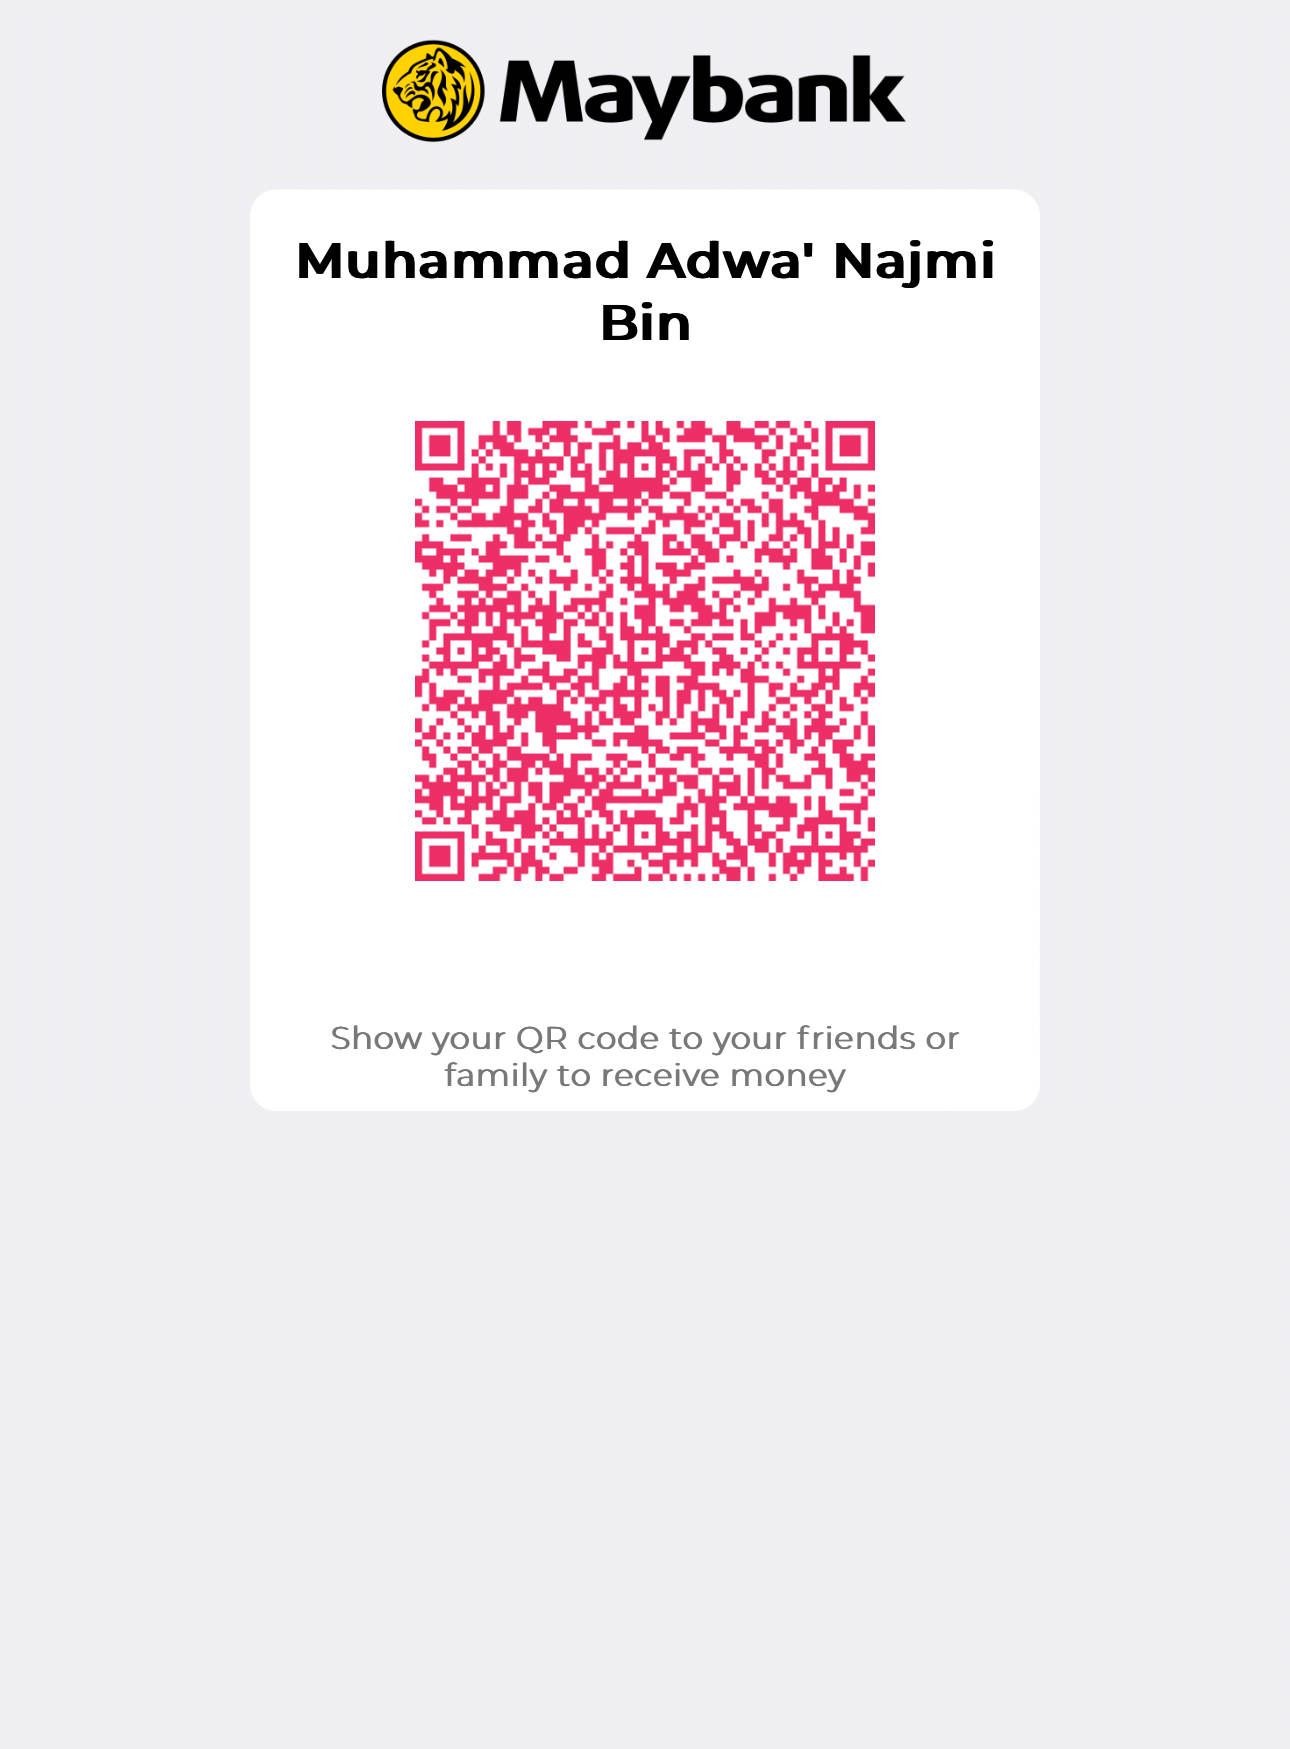 Maybank
Muhammad Adwa' Najmi
Bin
Show your QR code to your friends or
family to receive money